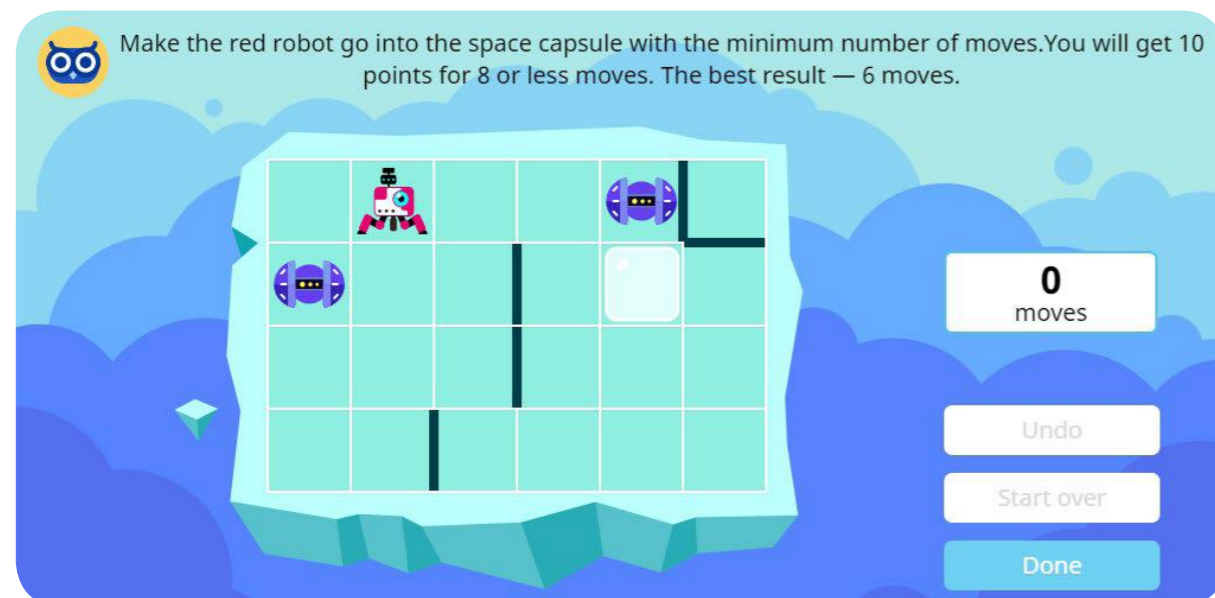 Make the red robot go into the space capsule with the minimum number of moves.You will get 10
points for 8 or less moves. The best result — 6 moves.
0
moves
Undo
Start over
Done